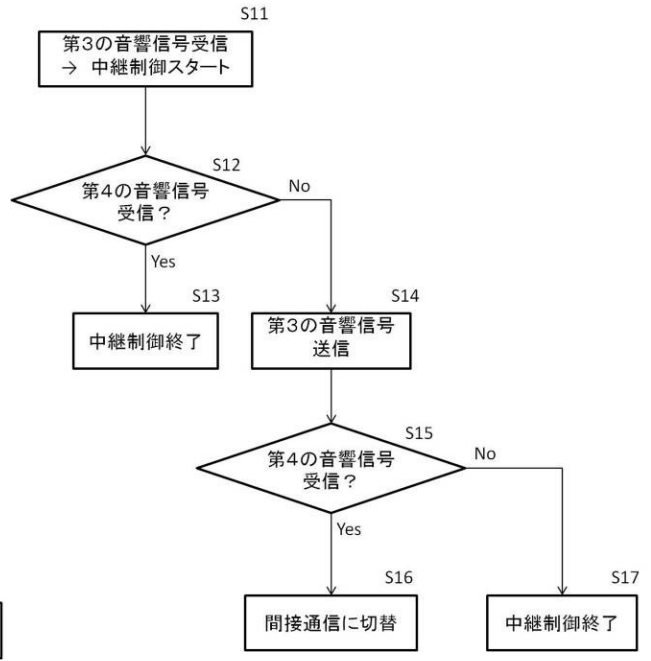 S11
第３の音響信号受信
→ 中継制御スタート
S12
第４の音響信号
受信？
No
Yes
S13
中継制御終了
S14
第３の音響信号
送信
S15
第４の音響信号
受信？
No
Yes
S16
間接通信に切替
S17
中継制御終了